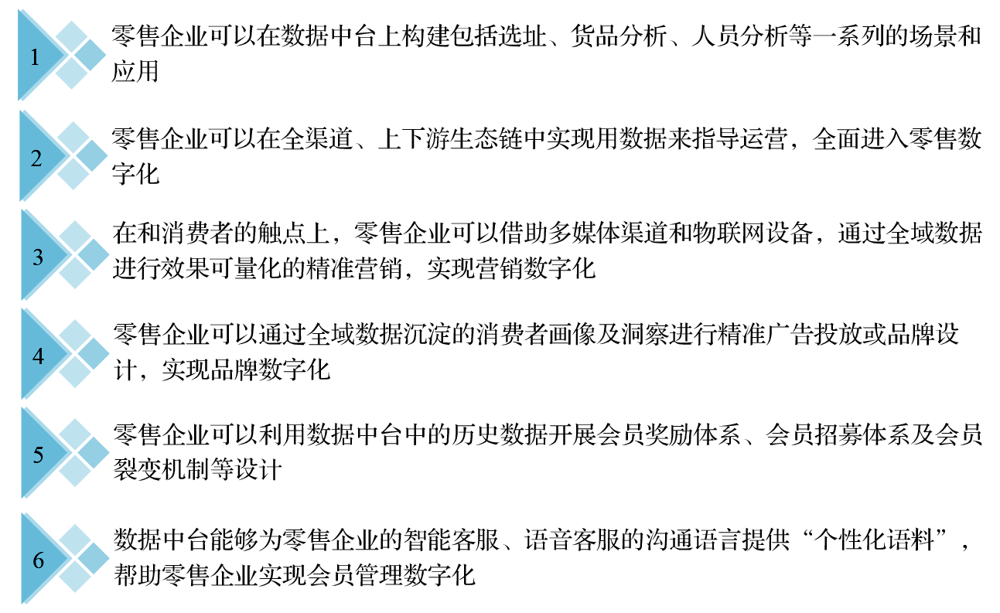 1
零售企业可以在数据中台上构建包括选址、货品分析、人员分析等一系列的场景和
应用
2
零售企业可以在全渠道、上下游生态链中实现用数据来指导运营，全面进入零售数
字化
3
在和消费者的触点上，零售企业可以借助多媒体渠道和物联网设备，通过全域数据
进行效果可量化的精准营销，实现营销数字化
4
零售企业可以通过全域数据沉淀的消费者画像及洞察进行精准广告投放或品牌设
计，实现品牌数字化
5
零售企业可以利用数据中台中的历史数据开展会员奖励体系、会员招募体系及会员
裂变机制等设计
6
数据中台能够为零售企业的智能客服、语音客服的沟通语言提供“个性化语料”，
帮助零售企业实现会员管理数字化